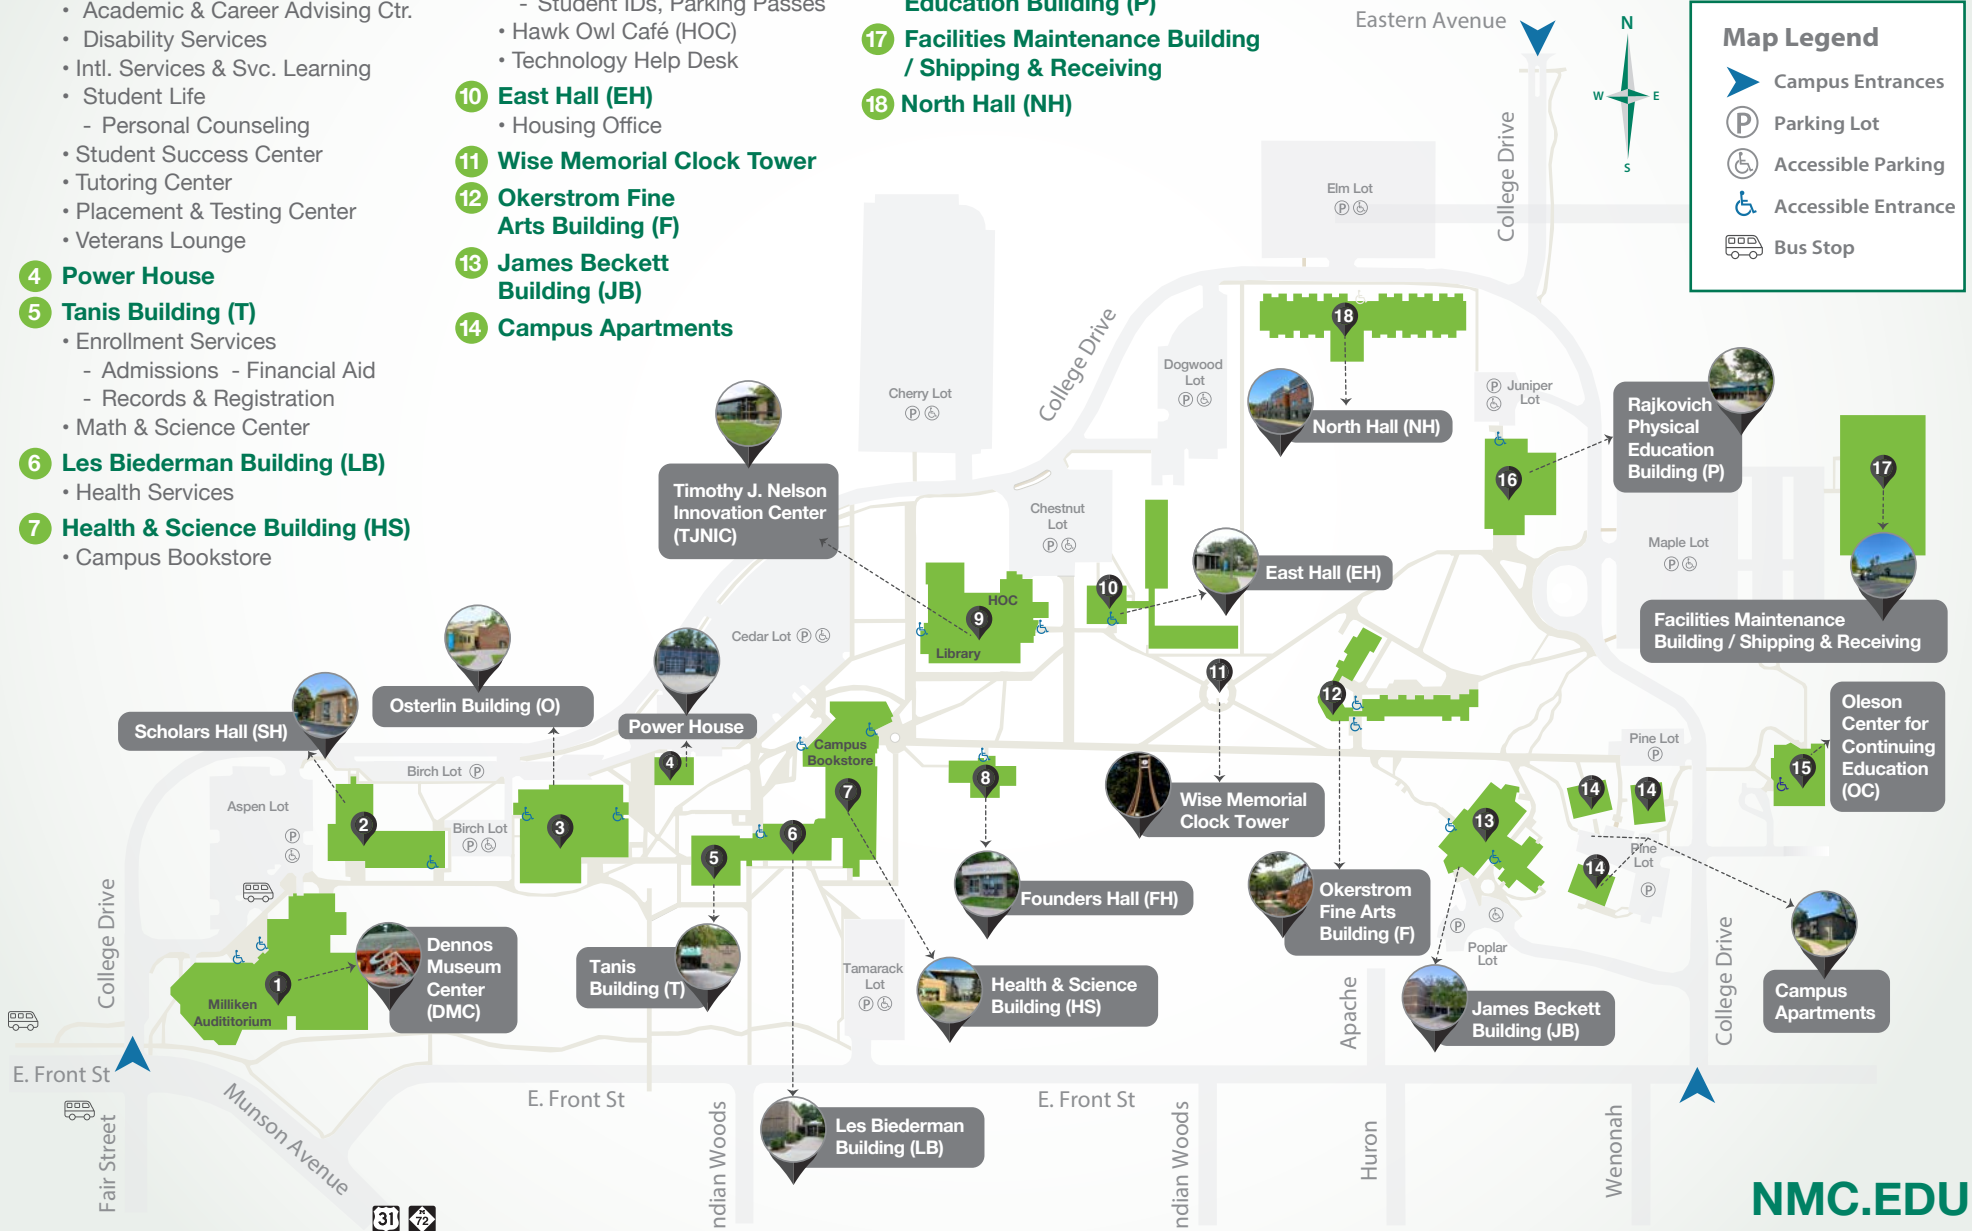 • Academic & Career Advising Ctr.
• Disability Services
• Intl. Services & Svc. Learning
• Student Life
- Personal Counseling
• Student Success Center
• Tutoring Center
• Placement & Testing Center
• Veterans Lounge
4 Power House
5 Tanis Building (T)
• Enrollment Services
- Admissions - Financial Aid
- Records & Registration
• Math & Science Center
6 Les Biederman Building (LB)
• Health Services
7 Health & Science Building (HS)
• Campus Bookstore
- Student IDs, Parking Passes
• Hawk Owl Café (HOC)
• Technology Help Desk
10 East Hall (EH)
• Housing Office
11 Wise Memorial Clock Tower
12 Okerstrom Fine
Arts Building (F)
13 James Beckett
Building (JB)
14 Campus Apartments
Education Building (P)
17 Facilities Maintenance Building
/ Shipping & Receiving
18 North Hall (NH)
Eastern Avenue
N
W E
S
Map Legend
Campus Entrances
P Parking Lot
Accessible Parking
Accessible Entrance
Bus Stop
College Drive
Elm Lot
P
18
Cherry Lot
P
College Drive
Dogwood
Lot
P
North Hall (NH)
P Juniper
Lot
16
Rajkovich
Physical
Education
Building (P)
17
Timothy J. Nelson
Innovation Center
(TJNIC)
Chestnut
Lot
P
Maple Lot
P
East Hall (EH)
10
HOC
9
Library
Facilities Maintenance
Building / Shipping & Receiving
Cedar Lot P
11
12
Osterlin Building (O)
Scholars Hall (SH)
Power House
Campus
Bookstore
4
8
7
Birch Lot P
Aspen Lot
P
2
Birch Lot
P
3
5
6
Pine Lot
P
14
14
14
15
Oleson
Center for
Continuing
Education
(OC)
Wise Memorial
Clock Tower
13
Pine
Lot
P
Founders Hall (FH)
Okerstrom
Fine Arts
Building (F)
P
Poplar
Lot
College Drive
Dennos
Museum
Center
(DMC)
1
Milliken
Audititorium
Tanis
Building (T)
Tamarack
Lot
P
Health & Science
Building (HS)
Apache
James Beckett
Building (JB)
College Drive
Campus
Apartments
E. Front St
E. Front St
E. Front St
Munson Avenue
Fair Street
Indian Woods
Les Biederman
Building (LB)
Indian Woods
Huron
Wenonah
31
M
72
NMC.EDU